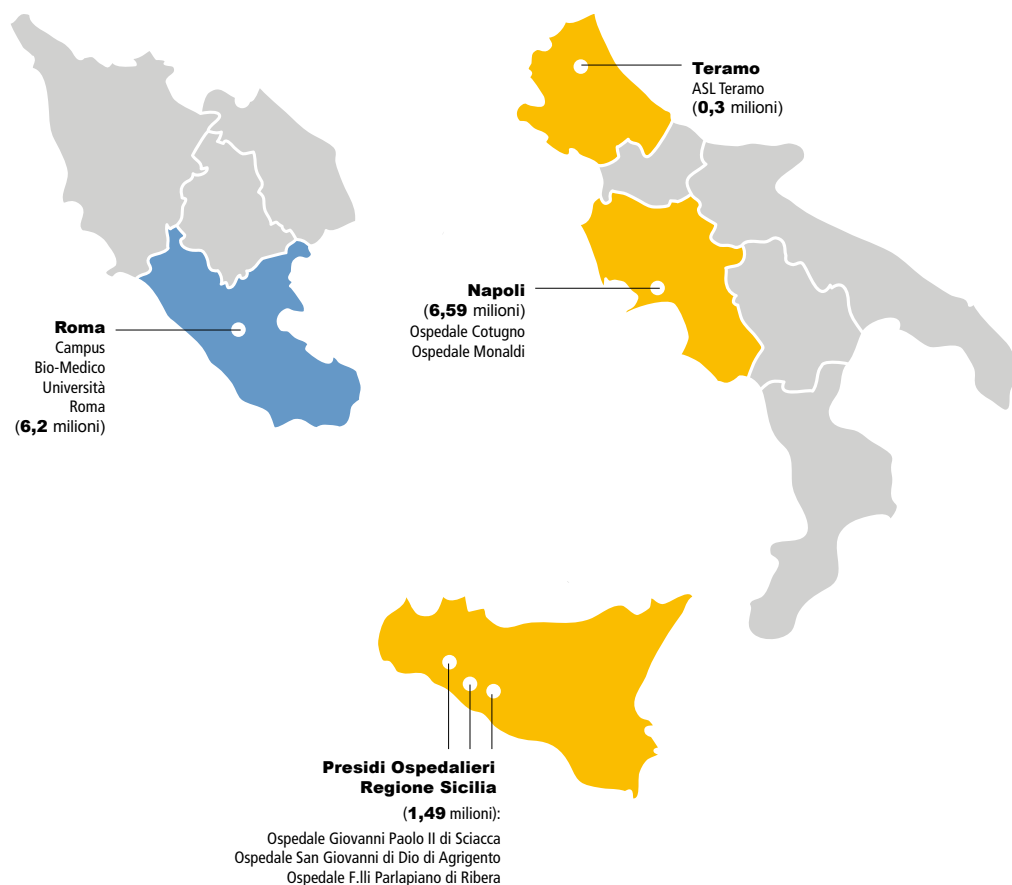 Teramo
ASL Teramo
(0,3 milioni)
Napoli
(6,59 milioni)
Ospedale Cotugno
Ospedale Monaldi
Roma
Campus
Bio-Medico
Università
Roma
(6,2 milioni)
Presidi Ospedalieri
Regione Sicilia
(1,49 milioni):
Ospedale Giovanni Paolo II di Sciacca
Ospedale San Giovanni di Dio di Agrigento
Ospedale F.lli Parlapiano di Ribera